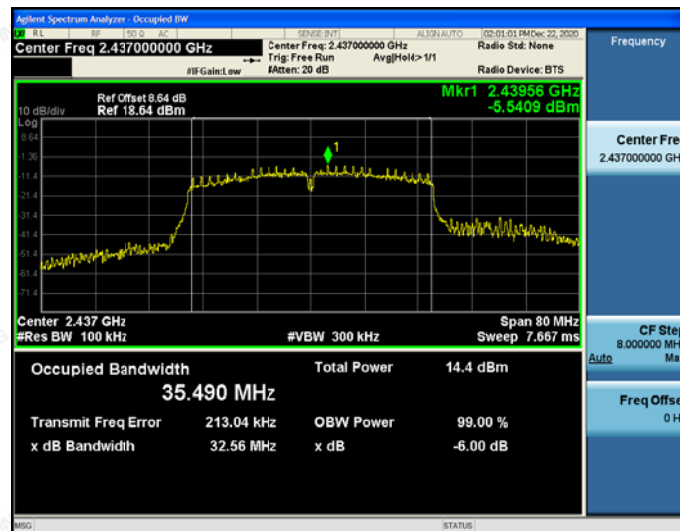 Agilent Spectrum Analyzer - Occupied BW
RL RF 50 Ω AC SENSE:INT ALIGN AUTO 02:01:01 PM Dec 22, 2020
Center Freq 2.437000000 GHz
Center Freq: 2.437000000 GHz
Radio Std: None
Trig: Free Run Avg|Hold:>1/1
#IFGain:Low #Atten: 20 dB Radio Device: BTS
Ref Offset 8.64 dB
Ref 18.64 dBm
10 dB/div
Log
Mkr1 2.43956 GHz
-5.5409 dBm
8.64
-1.36
-11.4
-21.4
-31.4
-41.4
-51.4
-61.4
-71.4
1
Center 2.437 GHz Span 80 MHz
#Res BW 100 kHz #VBW 300 kHz Sweep 7.667 ms
Occupied Bandwidth Total Power 14.4 dBm
35.490 MHz
Transmit Freq Error 213.04 kHz OBW Power 99.00 %
x dB Bandwidth 32.56 MHz x dB -6.00 dB
MSG STATUS
Frequency
Center Fre
2.437000000 GH
CF Step
8.000000 MH
Auto Ma
Freq Offse
0 H